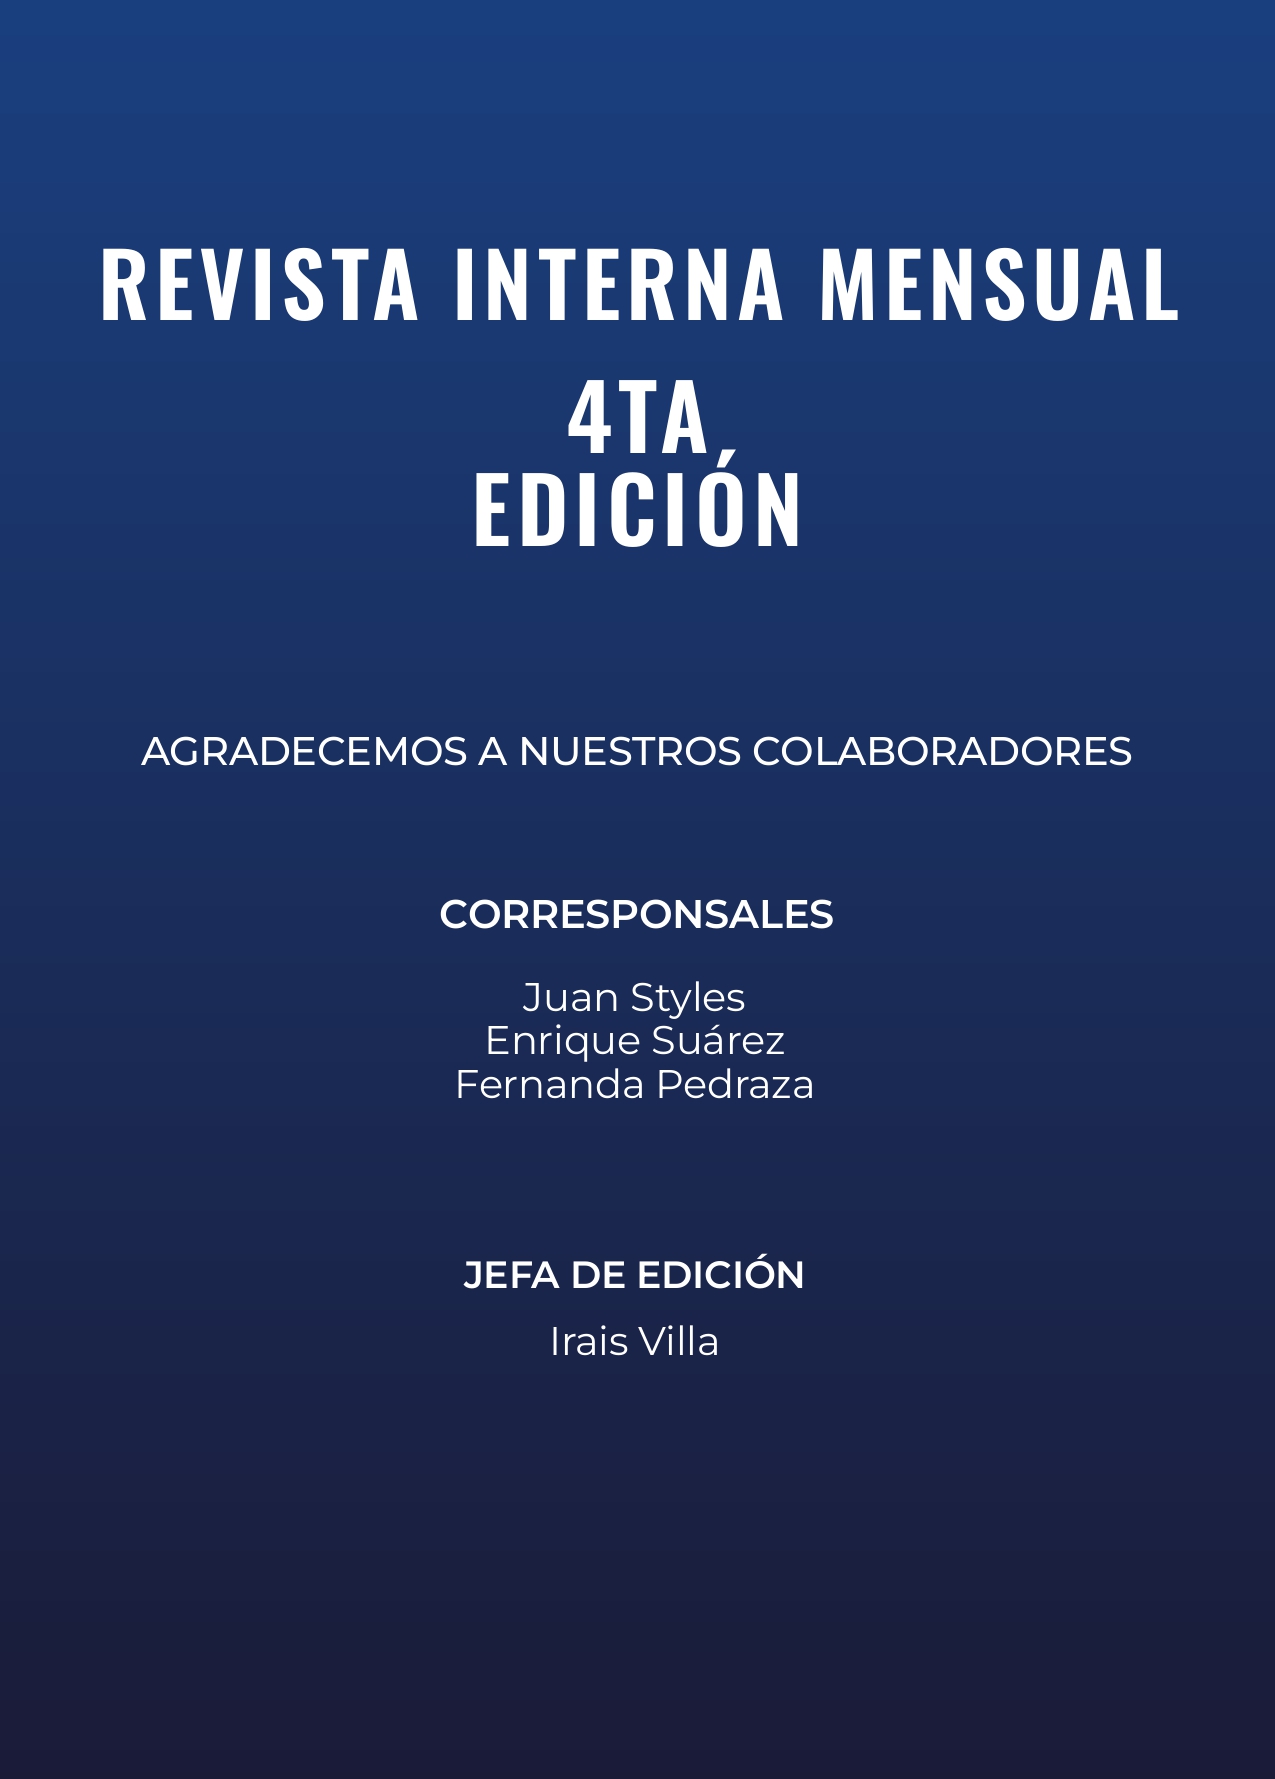 REVISTA INTERNA MENSUAL
4TA
EDICIÓN
AGRADECEMOS A NUESTROS COLABORADORES
CORRESPONSALES
Juan Styles
Enrique Suárez
Fernanda Pedraza
JEFA DE EDICIÓN
Irais Villa